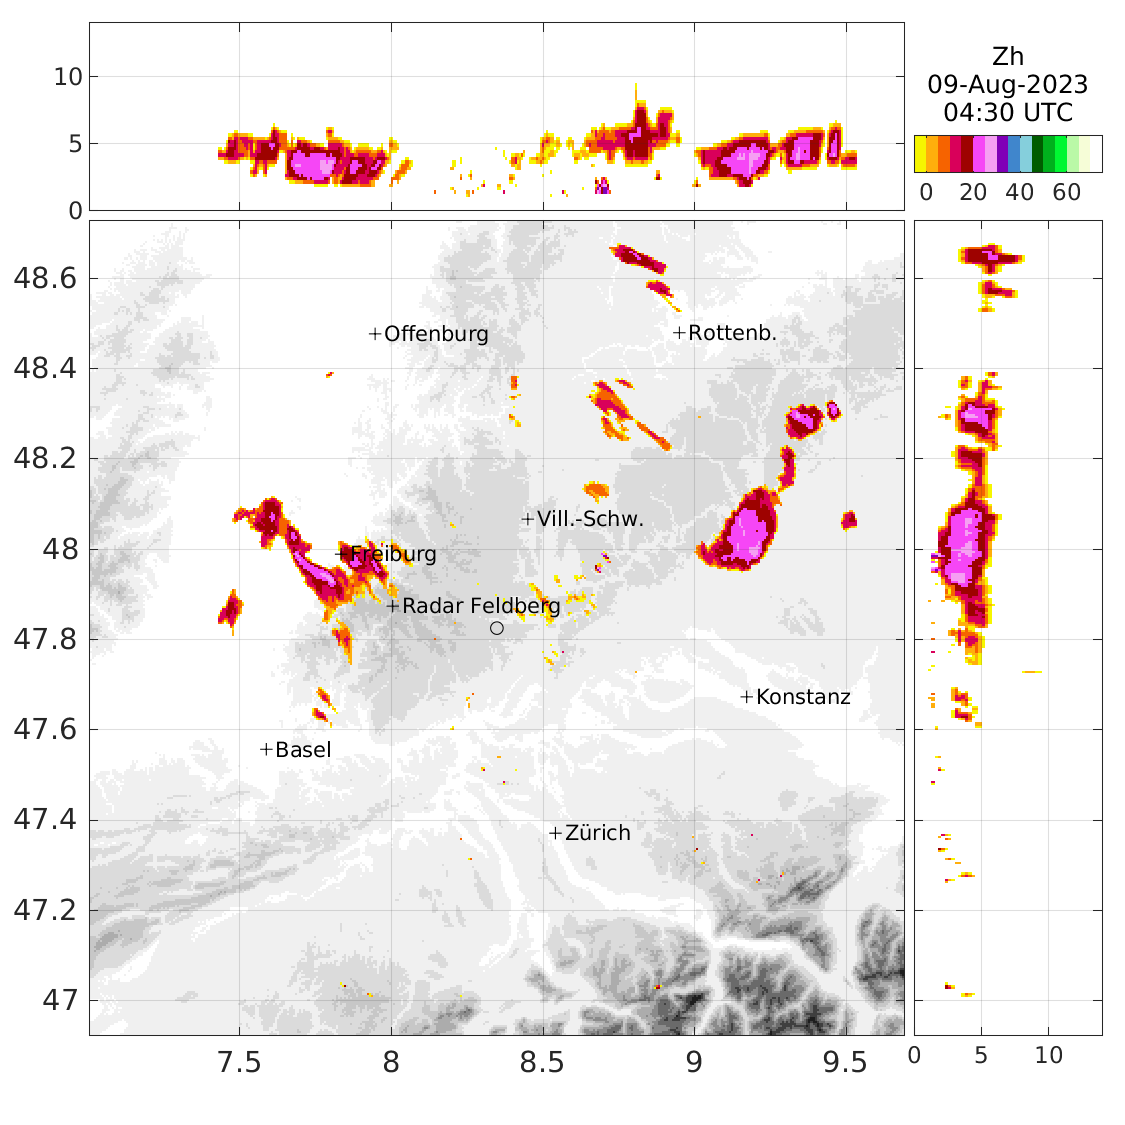 Zh
09-Aug-2023
04:30 UTC
0 20 40 60
10
5
0
48.6
48.4
48.2
48
47.8
47.6
47.4
47.2
47
Offenburg
Rottenb.
Vill.-Schw.
Freiburg
Radar Feldberg
Konstanz
Basel
Zürich
7.5 8 8.5 9 9.5
0 5 10